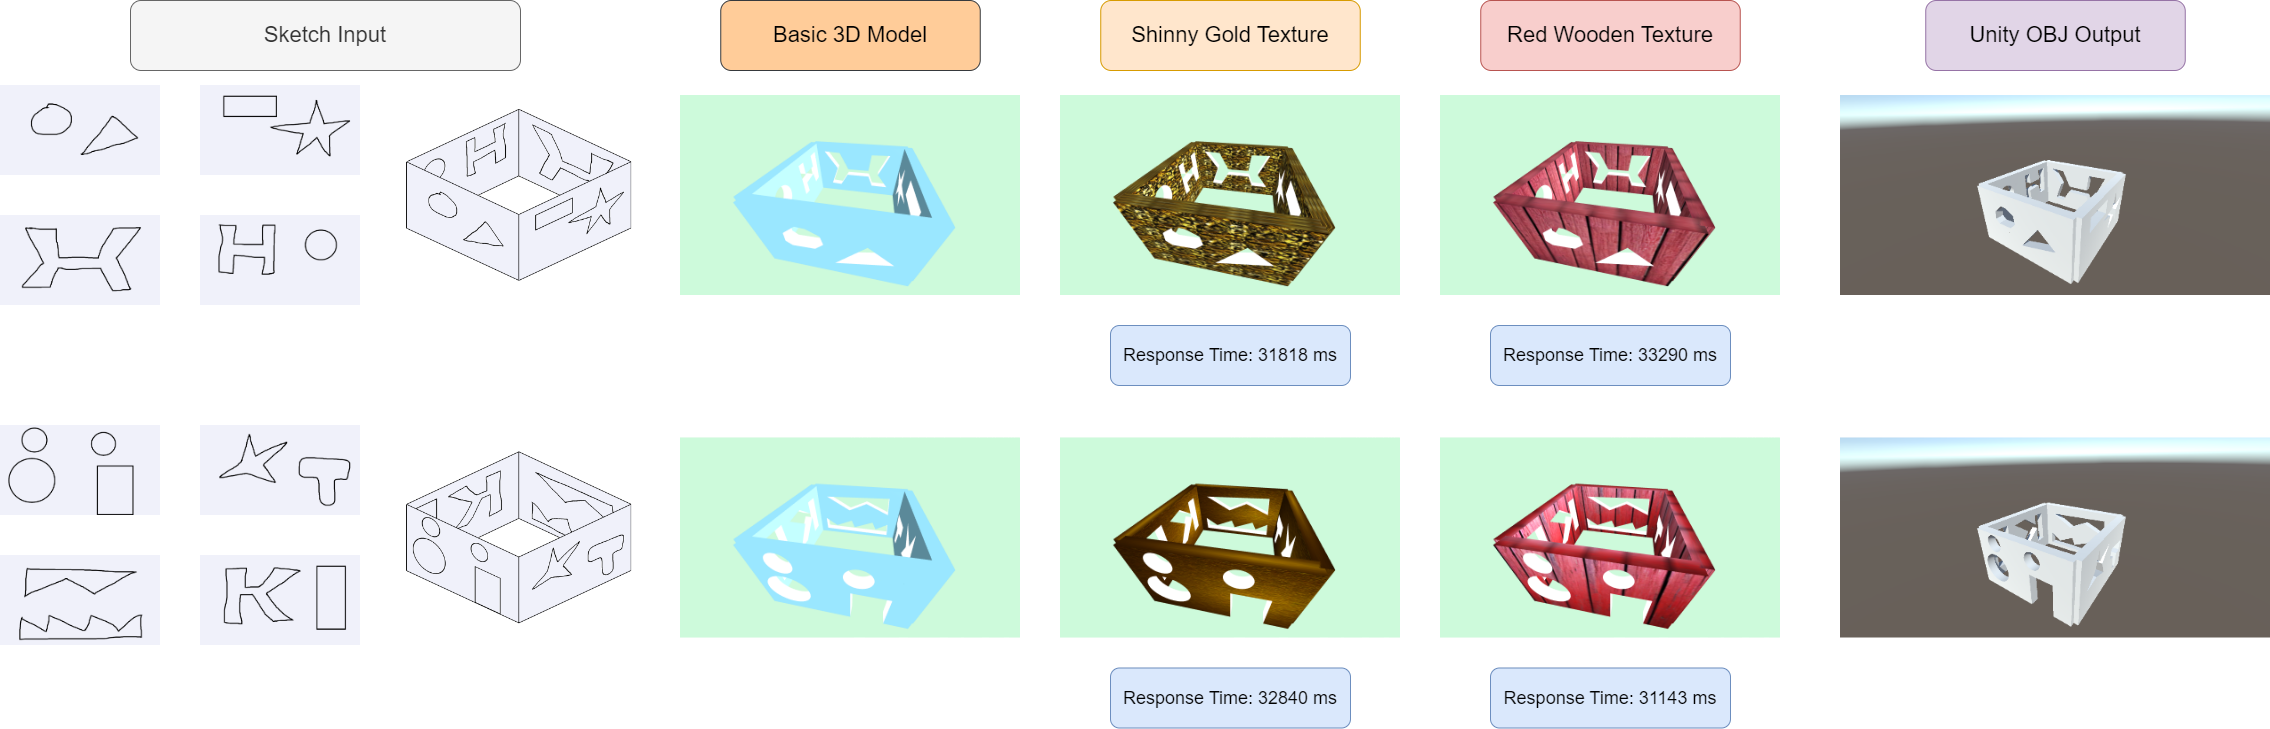 Sketch Input
Basic 3D Model
Shinny Gold Texture
Red Wooden Texture
Unity OBJ Output
H
H
Response Time: 31818 ms
Response Time: 33290 ms
T
K
Response Time: 32840 ms
Response Time: 31143 ms